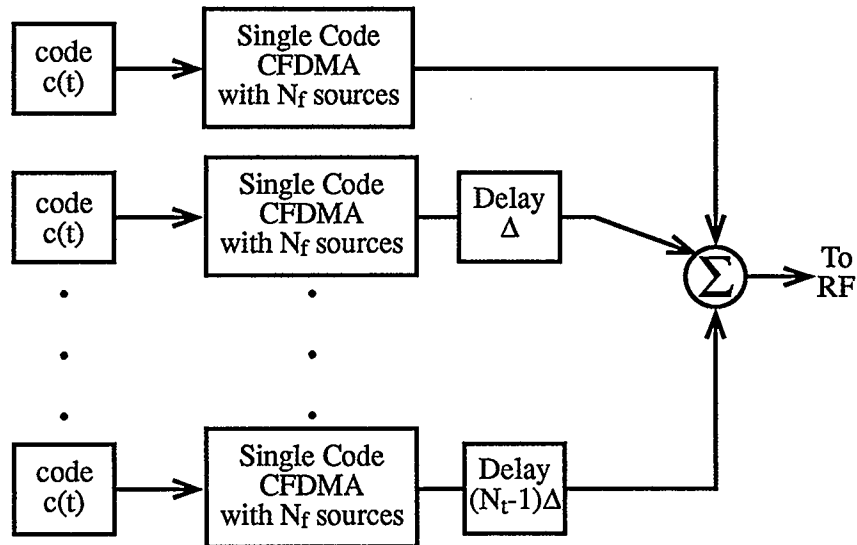 code
c(t)
Single Code
CFDMA
with Nf sources
code
c(t)
Single Code
CFDMA
with Nf sources
Delay
Δ
Σ
To
RF
code
c(t)
Single Code
CFDMA
with Nf sources
Delay
(Nt-1)Δ